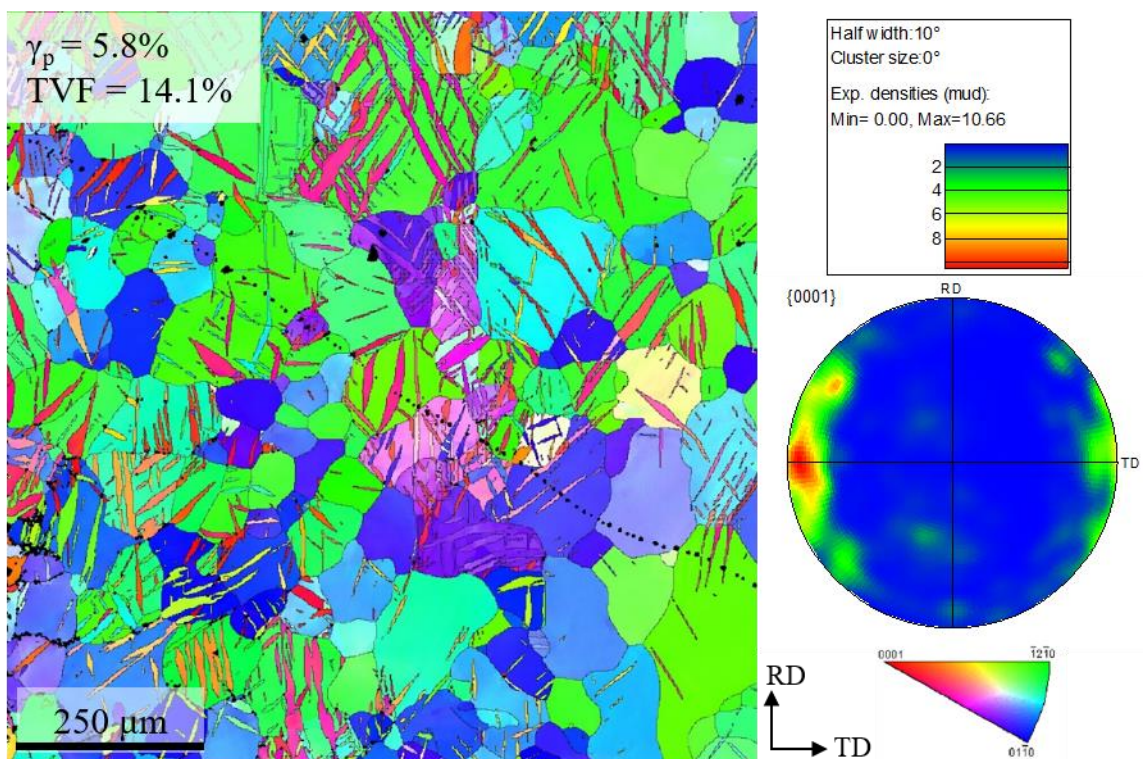 γp = 5.8%
TVF = 14.1%
250 μm
Half width:10°
Cluster size:0°
Exp. densities (mud):
Min= 0.00, Max=10.66
2
4
6
8
{0001}
RD
TD
0001
1̅21̅0
011̅0
RD
TD